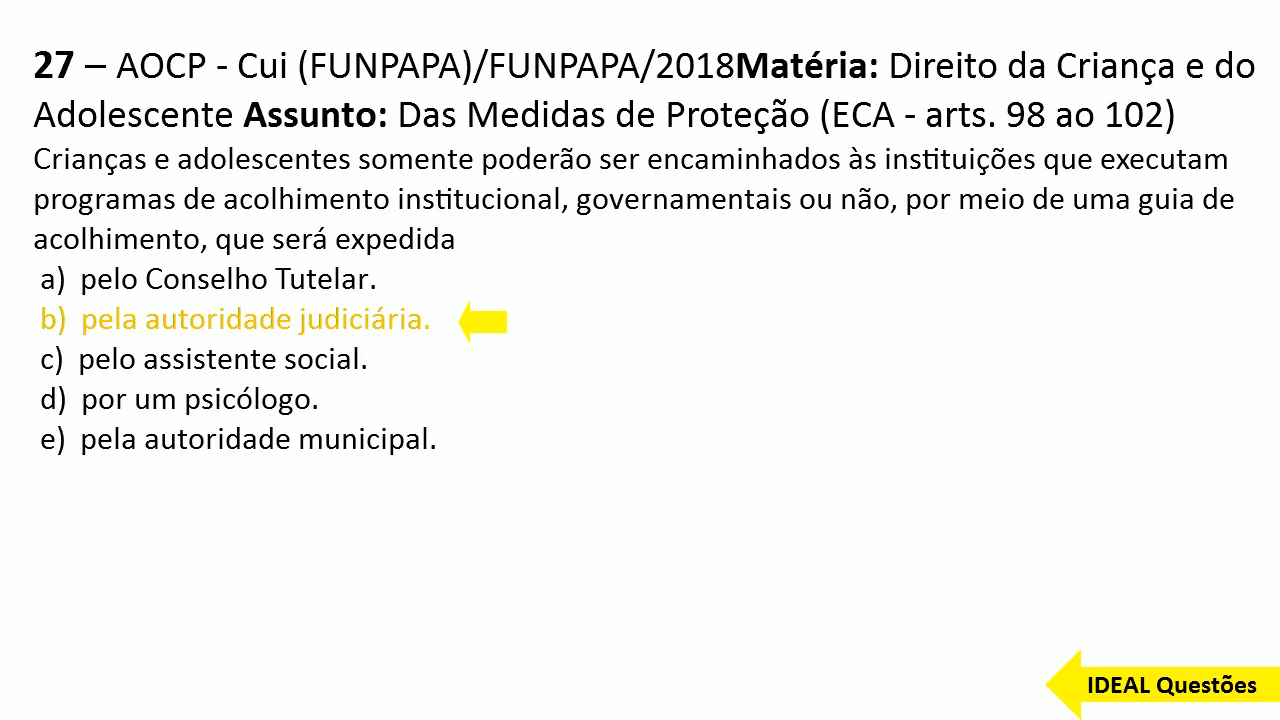 27 – AOCP - Cui (FUNPAPA)/FUNPAPA/2018Matéria: Direito da Criança e do
Adolescente Assunto: Das Medidas de Proteção (ECA - arts. 98 ao 102)
Crianças e adolescentes somente poderão ser encaminhados às instituições que executam
programas de acolhimento institucional, governamentais ou não, por meio de uma guia de
acolhimento, que será expedida
a) pelo Conselho Tutelar.
b) pela autoridade judiciária.
c) pelo assistente social.
d) por um psicólogo.
e) pela autoridade municipal.
IDEAL Questões